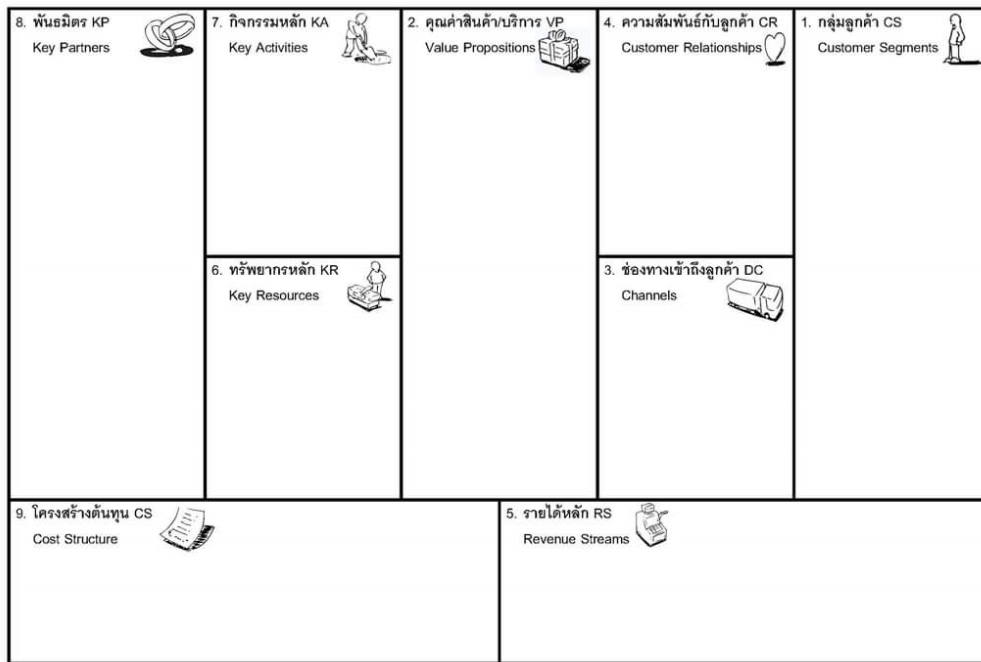 8. พันธมิตร KP
Key Partners
7. กิจกรรมหลัก KA
Key Activities
2. คุณค่าสินค้า/บริการ VP
Value Propositions
4. ความสัมพันธ์กับลูกค้า CR
Customer Relationships
1. กลุ่มลูกค้า CS
Customer Segments
6. ทรัพยากรหลัก KR
Key Resources
3. ช่องทางเข้าถึงลูกค้า DC
Channels
9. โครงสร้างต้นทุน CS
Cost Structure
5. รายได้หลัก RS
Revenue Streams